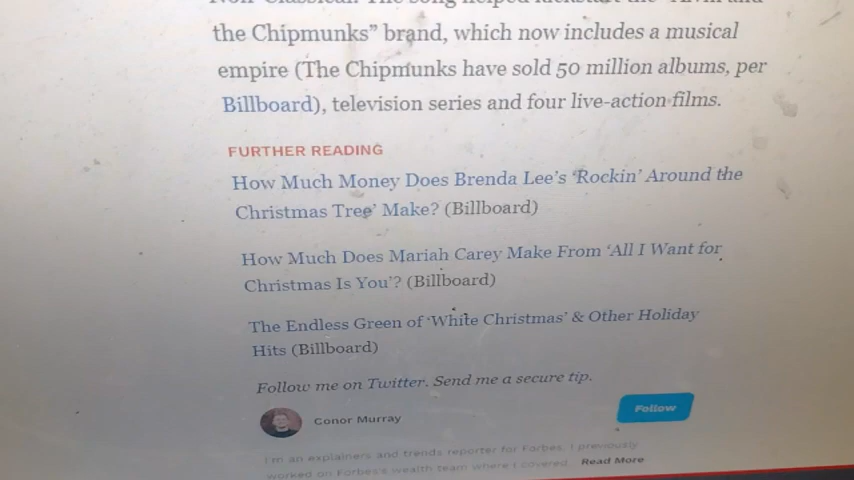 the Chipmunks” brand, which now includes a musical
empire (The Chipmunks have sold 50 million albums, per
Billboard), television series and four live-action films.
FURTHER READING
How Much Money Does Brenda Lee’s ‘Rockin’ Around the
Christmas Tree’ Make? (Billboard)
How Much Does Mariah Carey Make From ‘All I Want for
Christmas Is You’? (Billboard)
The Endless Green of ‘White Christmas’ & Other Holiday
Hits (Billboard)
Follow me on Twitter. Send me a secure tip.
Conor Murray
Follow
I'm an explainers and trends reporter for Forbes. I previously
worked on Forbes's wealth team where I covered Read More